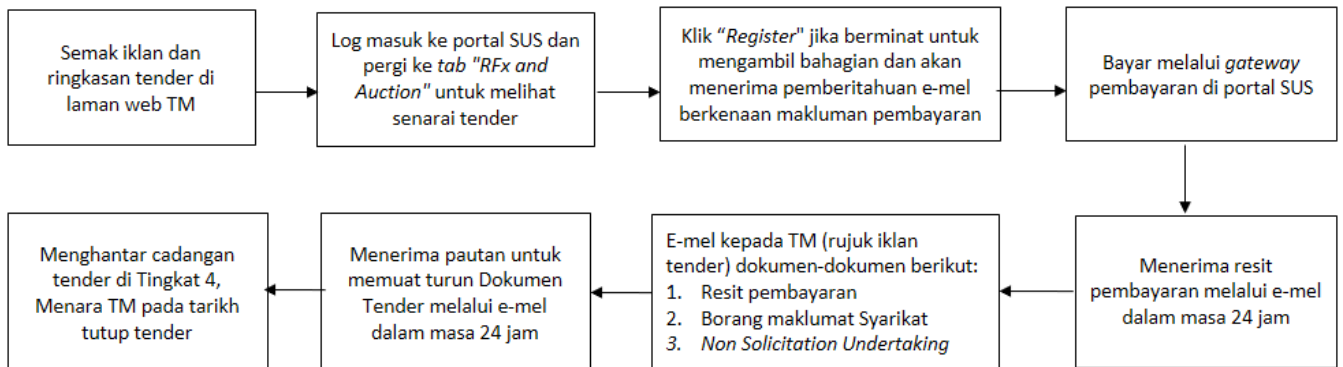 Semak iklan dan
ringkasan tender di
laman web TM
Log masuk ke portal SUS dan
pergi ke tab "RFx and
Auction" untuk melihat
senarai tender
Klik “Register" jika berminat untuk
mengambil bahagian dan akan
menerima pemberitahuan e-mel
berkenaan makluman pembayaran
Bayar melalui gateway
pembayaran di portal SUS
Menerima resit
pembayaran melalui e-mel
dalam masa 24 jam
E-mel kepada TM (rujuk iklan
tender) dokumen-dokumen berikut:
1. Resit pembayaran
2. Borang maklumat Syarikat
3. Non Solicitation Undertaking
Menerima pautan untuk
memuat turun Dokumen
Tender melalui e-mel
dalam masa 24 jam
Menghantar cadangan
tender di Tingkat 4,
Menara TM pada tarikh
tutup tender